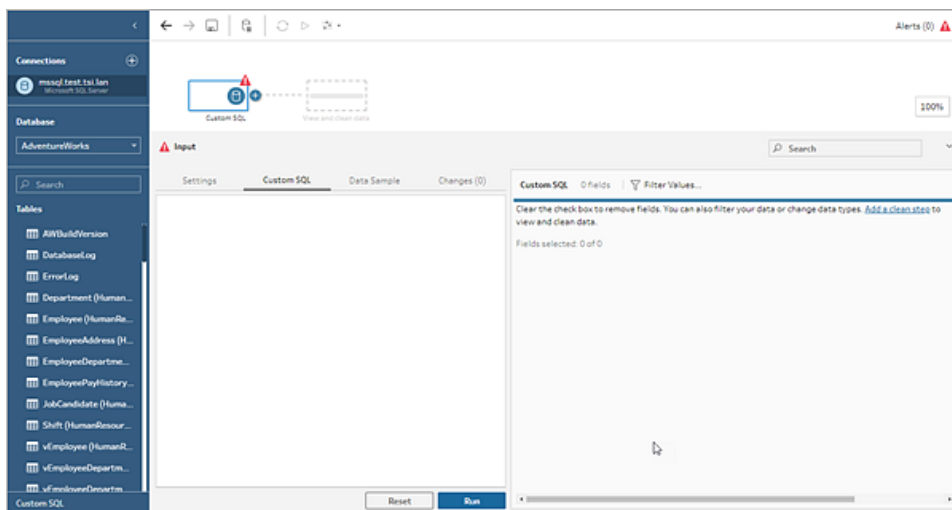 Alerts (0)
Connections
mssql.test.tsi.lan
Microsoft SQL Server
Custom SQL
View and clean data
100%
Database
AdventureWorks
Input
Search
Search
Settings
Custom SQL
Data Sample
Changes (0)
Custom SQL 0 fields Filter Values...
Clear the check box to remove fields. You can also filter your data or change data types. Add a clean step to
view and clean data.
Fields selected: 0 of 0
Tables
AWBuildVersion
DatabaseLog
ErrorLog
Department (Human...
Employee (HumanRe...
EmployeeAddress (H...
EmployeeDepartme...
EmployeePayHistory...
JobCandidate (Huma...
Shift (HumanResour...
vEmployee (HumanR...
vEmployeeDepartm...
vEmployeeDepartm
Custom SQL
Reset
Run